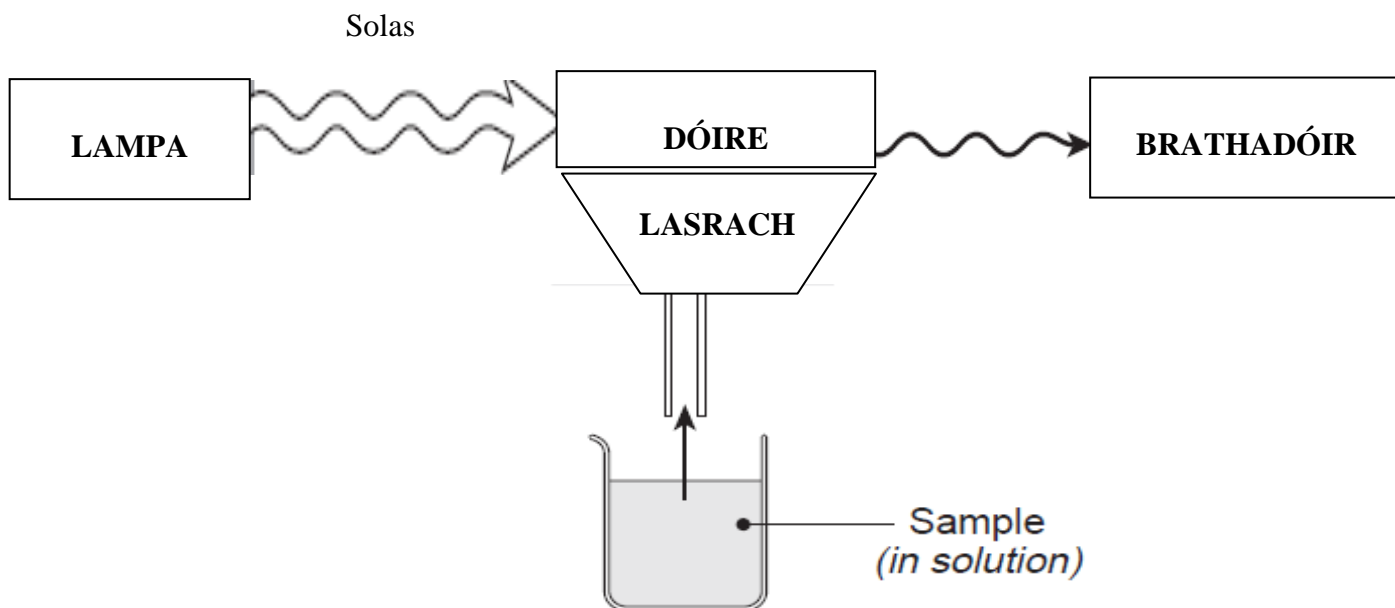 Solas
LAMPA
DÓIRE
LASRACH
BRATHADÓIR
Sample
(in solution)